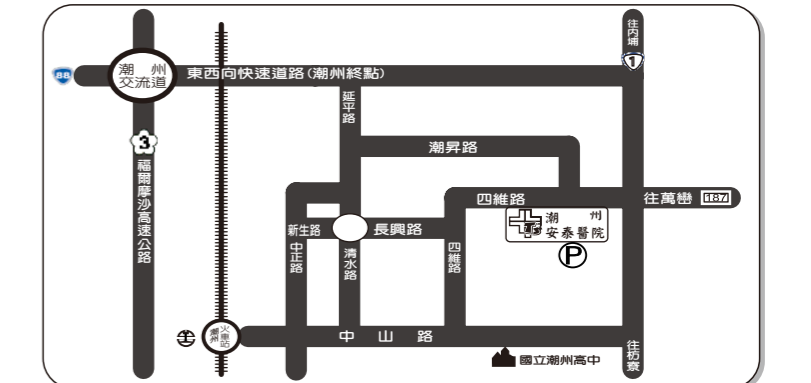 往內埔
1
88
潮 州
交流道
東西向快速道路(潮州終點)
延平路
3
福爾摩沙高速公路
潮昇路
四維路
往萬巒 187
新生路
長興路
潮 州
安泰醫院
P
中正路
清水路
四維路
潮州
火車站
中 山 路
國立潮州高中
往枋寮